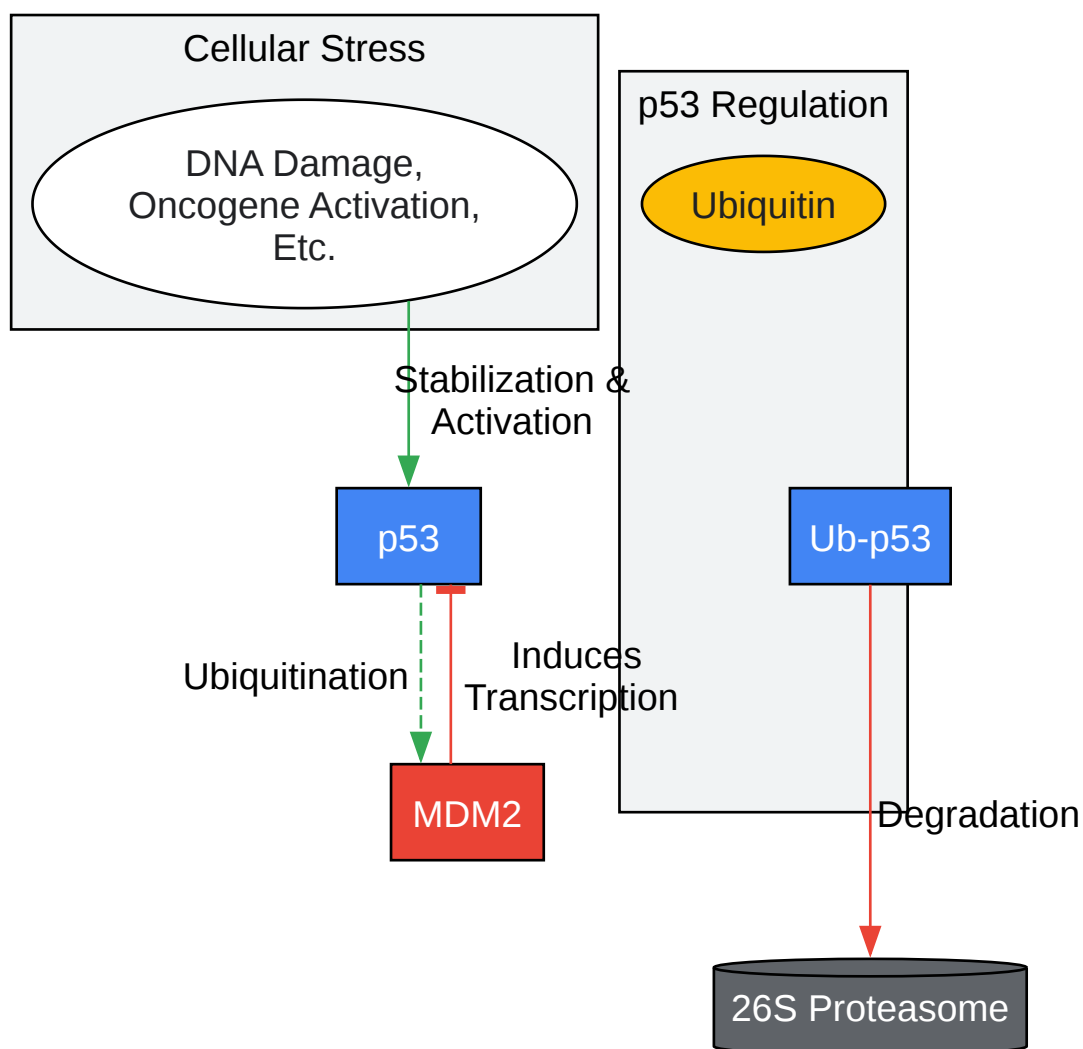 Cellular Stress
DNA Damage,
Oncogene Activation,
Etc.
p53 Regulation
Ubiquitin
Stabilization &
Activation
p53
Ub-p53
Ubiquitination
Induces
Transcription
MDM2
Degradation
26S Proteasome